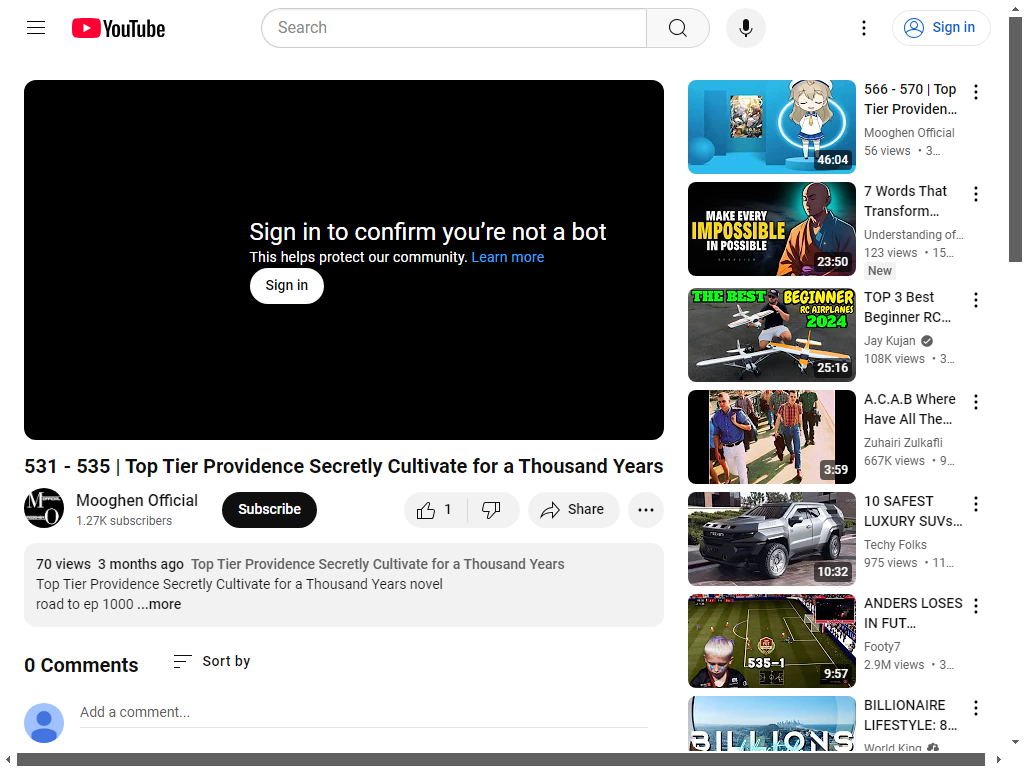 YouTube
Search
Sign in
Sign in to confirm you’re not a bot
This helps protect our community. Learn more
Sign in
531 - 535 | Top Tier Providence Secretly Cultivate for a Thousand Years
Mooghen Official
1.27K subscribers
Subscribe
1
Share
70 views 3 months ago Top Tier Providence Secretly Cultivate for a Thousand Years
Top Tier Providence Secretly Cultivate for a Thousand Years novel
road to ep 1000 ...more
0 Comments
Sort by
Add a comment...
46:04
566 - 570 | Top
Tier Providen...
Mooghen Official
56 views • 3...
MAKE EVERY
IMPOSSIBLE
IN POSSIBLE
23:50
7 Words That
Transform...
Understanding of...
123 views • 15...
New
THE BEST BEGINNER
RC AIRPLANES
2024
25:16
TOP 3 Best
Beginner RC...
Jay Kujan
108K views • 3...
3:59
A.C.A.B Where
Have All The...
Zuhairi Zulkafli
667K views • 9...
10:32
10 SAFEST
LUXURY SUVs...
Techy Folks
975 views • 11...
535-1
9:57
ANDERS LOSES
IN FUT...
Footy7
2.9M views • 3...
BILLIONS
BILLIONAIRE
LIFESTYLE: 8...
World King